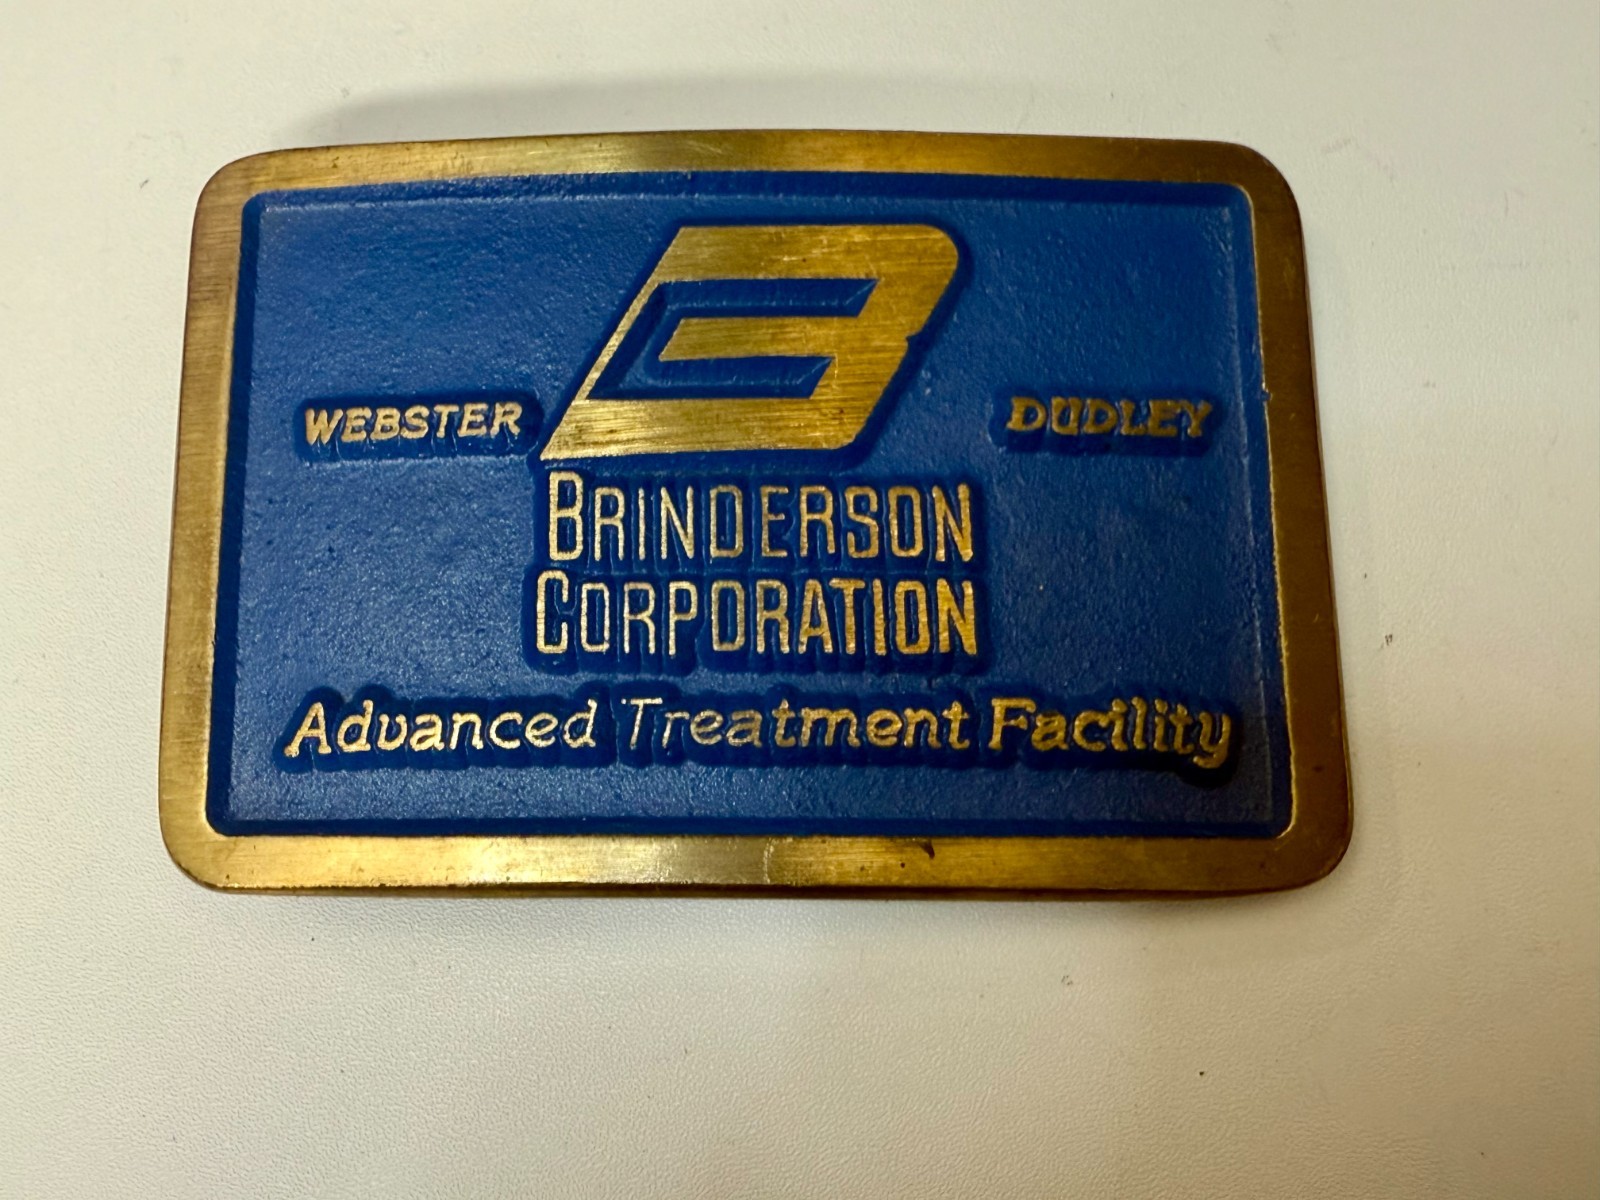 B
WEBSTER DUDLEY
BRINDERSON
CORPORATION
Advanced Treatment Facility